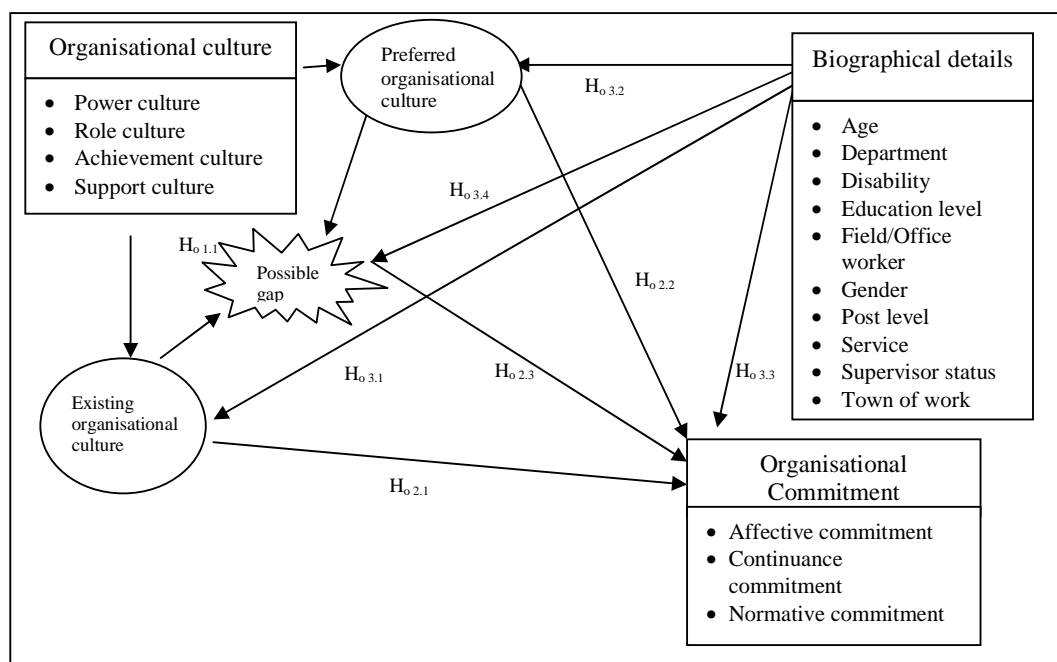 Organisational culture
• Power culture
• Role culture
• Achievement culture
• Support culture
Preferred
organisational
culture
Biographical details
• Age
• Department
• Disability
• Education level
• Field/Office
worker
• Gender
• Post level
• Service
• Supervisor status
• Town of work
Ho 3.2
Ho 3.4
Ho 1.1
Possible
gap
Ho 2.2
Ho 3.1
Ho 2.3
Ho 3.3
Existing
organisational
culture
Ho 2.1
Organisational
Commitment
• Affective commitment
• Continuance
commitment
• Normative commitment